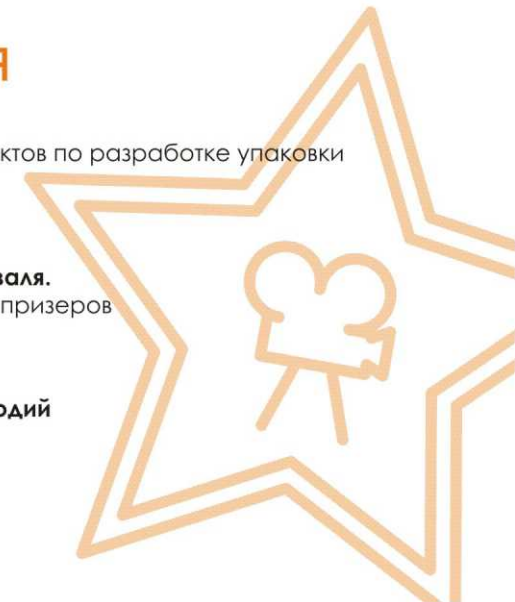 Я
ктов по разработке упаковки
валя.
призеров
одий